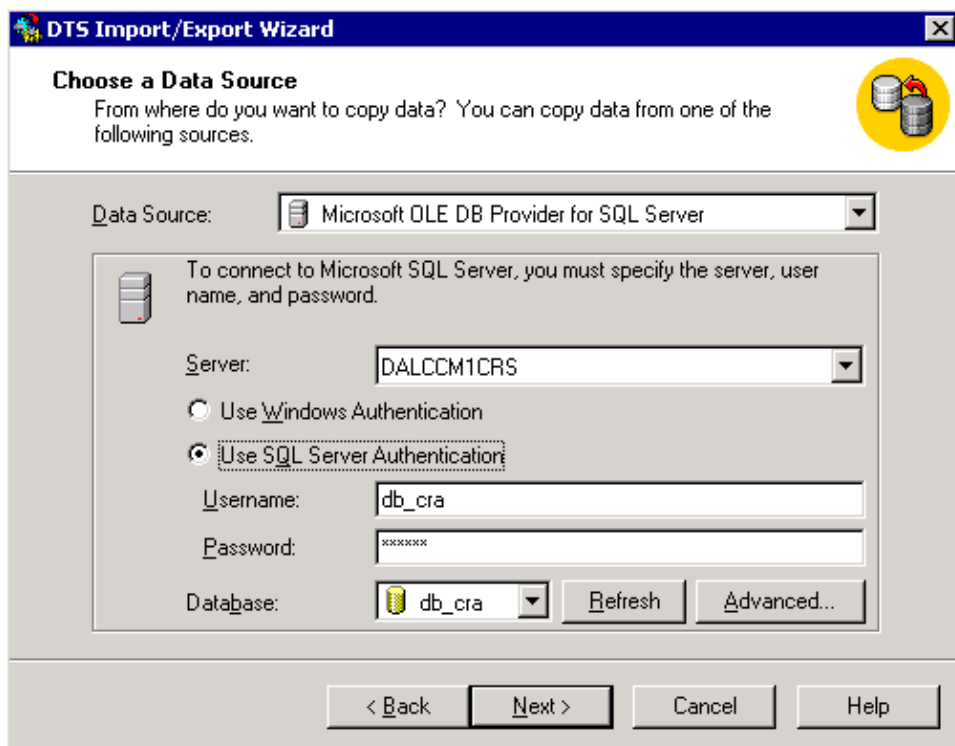 DTS Import/Export Wizard
Choose a Data Source
From where do you want to copy data? You can copy data from one of the
following sources.
Data Source: Microsoft OLE DB Provider for SQL Server
To connect to Microsoft SQL Server, you must specify the server, user
name, and password.
Server: DALCCM1CRS
Use Windows Authentication
Use SQL Server Authentication
Username: db_cra
Password: ******
Database: db_cra Refresh Advanced...
< Back Next > Cancel Help